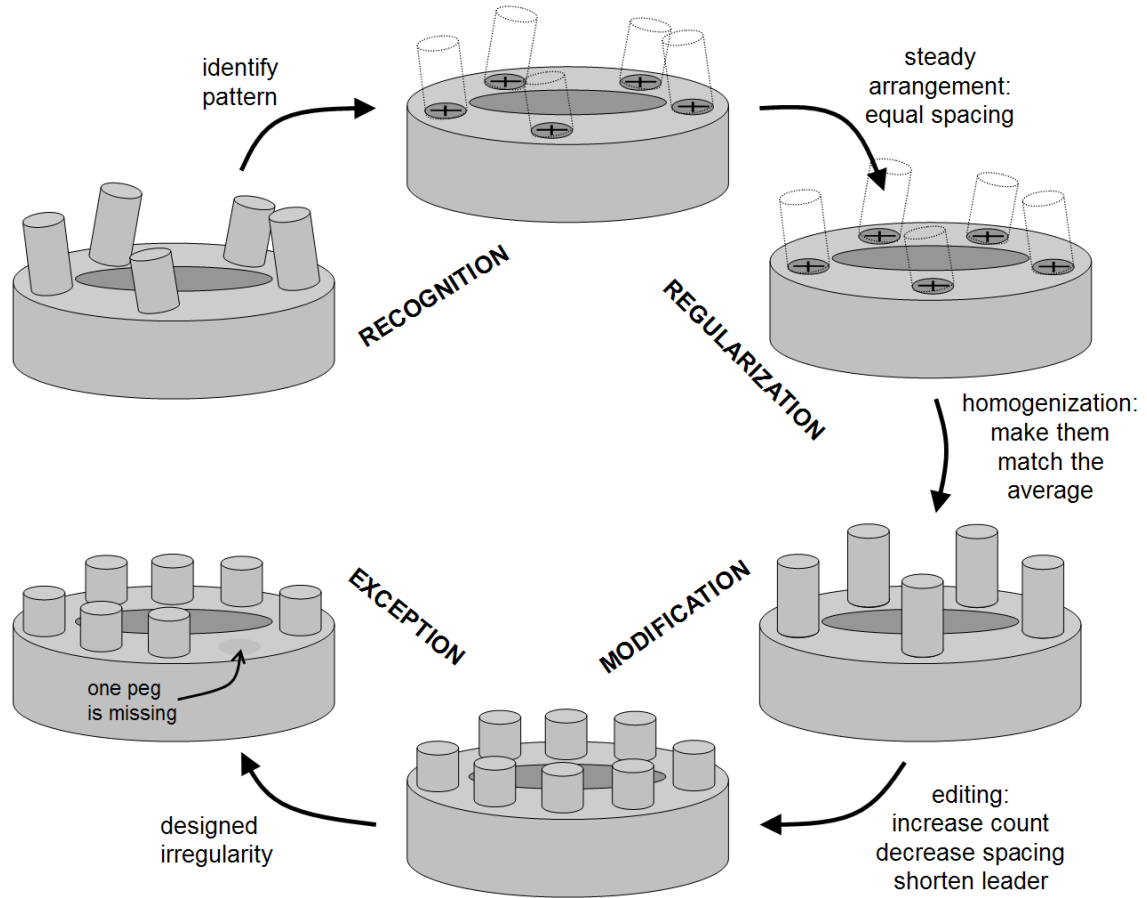 identify
pattern
steady
arrangement:
equal spacing
RECOGNITION
REGULARIZATION
homogenization:
make them
match the
average
MODIFICATION
EXCEPTION
one peg
is missing
editing:
increase count
decrease spacing
shorten leader
designed
irregularity